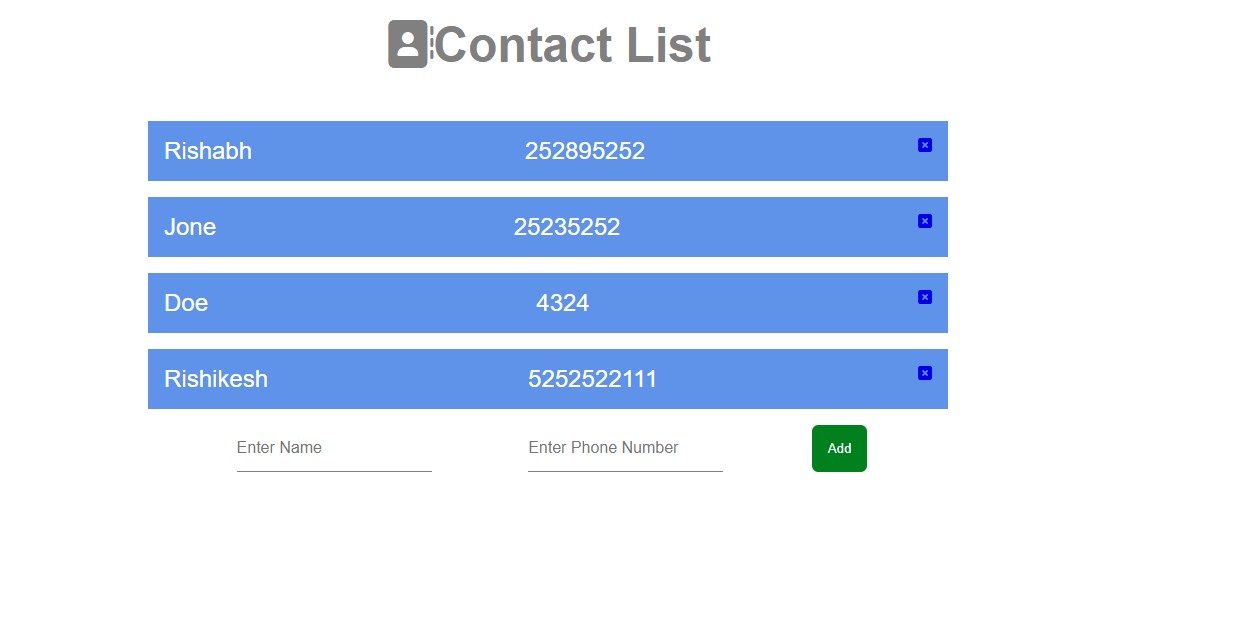 Contact List
Rishabh 252895252
Jone 25235252
Doe 4324
Rishikesh 5252522111
Enter Name Enter Phone Number Add